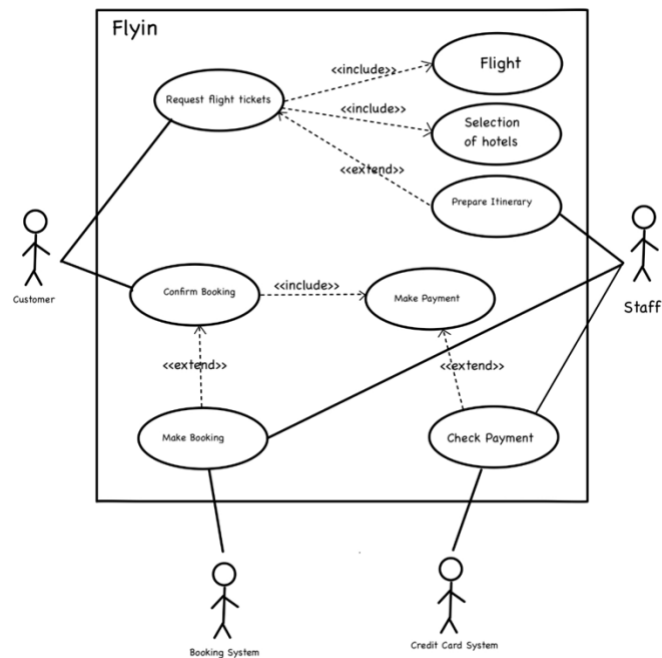 Flyin
Flight
<<include>>
Request flight tickets
<<include>>
Selection
of hotels
<<extend>>
Prepare Itinerary
Customer
Staff
Confirm Booking
<<include>>
Make Payment
<<extend>>
<<extend>>
Make Booking
Check Payment
Booking System
Credit Card System